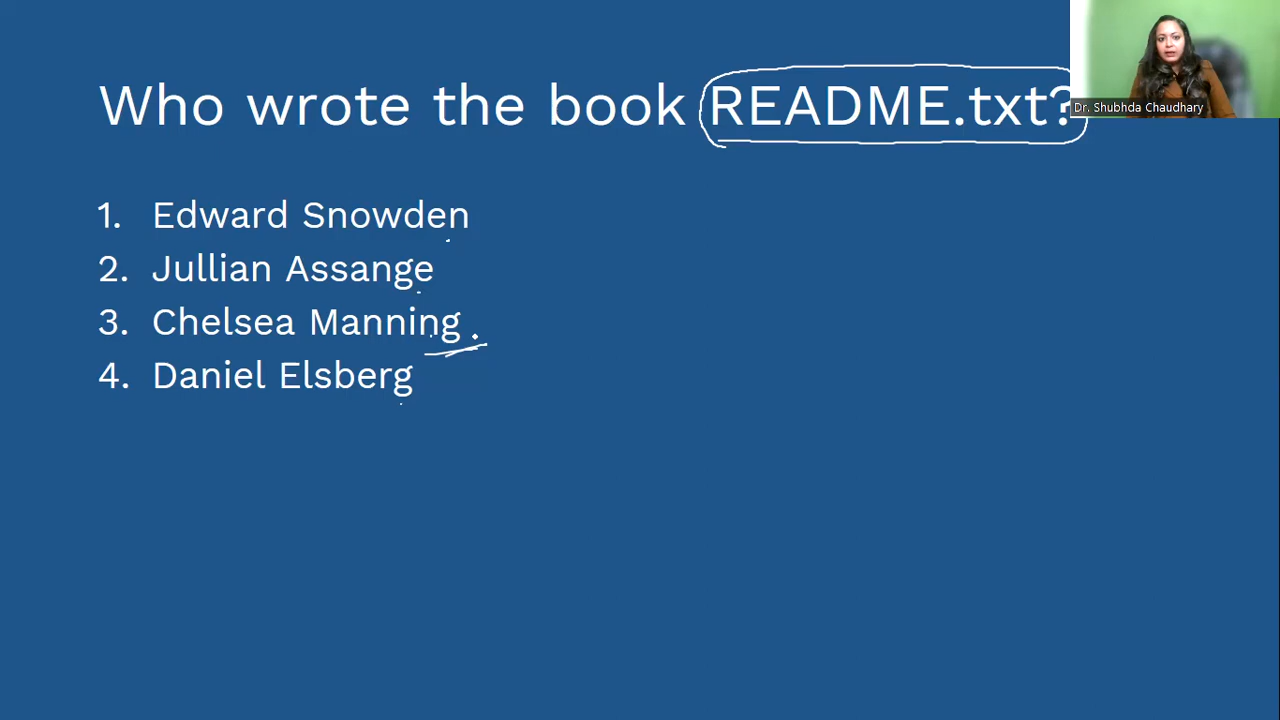 Who wrote the book README.txt?
Dr. Shubhda Chaudhary
1. Edward Snowden
2. Jullian Assange
3. Chelsea Manning
4. Daniel Elsberg